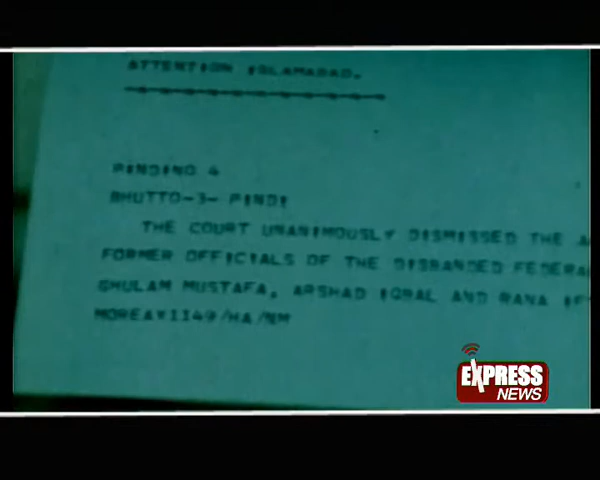 ATTENTION ISLAMABAD.
PINDING 4
BHUTTO-3- PINDI
THE COURT UNANIMOUSLY DISMISSED THE
FORMER OFFICIALS OF THE DISBANDED
GHULAM MUSTAFA, ARSHAD IQBAL AND RANA
EXPRESS
NEWS